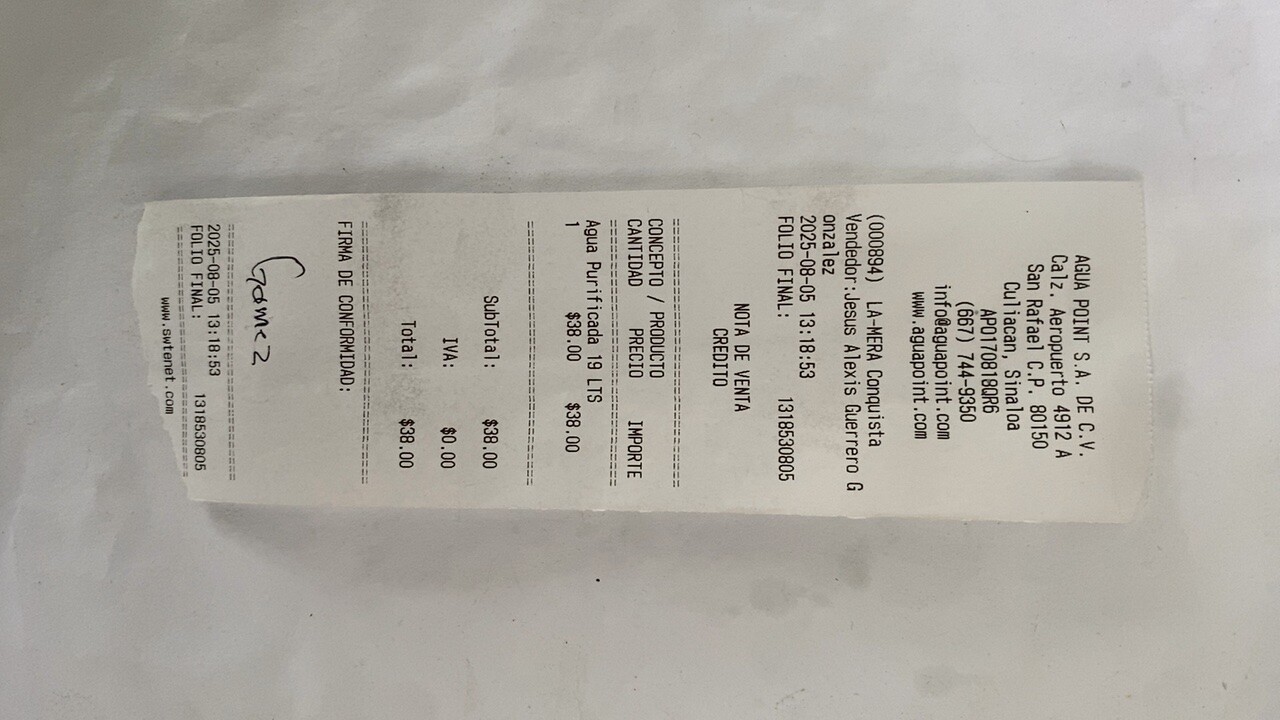 AGUA POINT S.A. DE C.V.
Calz. Aeropuerto 4912 A
San Rafael C.P. 80150
Culiacan, Sinaloa
APO170818QR6
(667) 744-9350
info@aguapoint.com
www.aguapoint.com
(000894) LA-MERA Conquista
Vendedor:Jesus Alexis Guerrero G
onzalez
2025-08-05 13:18:53
FOLIO FINAL: 1318530805
NOTA DE VENTA
CREDITO
CONCEPTO / PRODUCTO
CANTIDAD PRECIO IMPORTE
Agua Purificada 19 LTS
1 $38.00 $38.00
SubTotal: $38.00
IVA: $0.00
Total: $38.00
FIRMA DE CONFORMIDAD:
Gamez
2025-08-05 13:18:53
FOLIO FINAL: 1318530805
www.swtenet.com